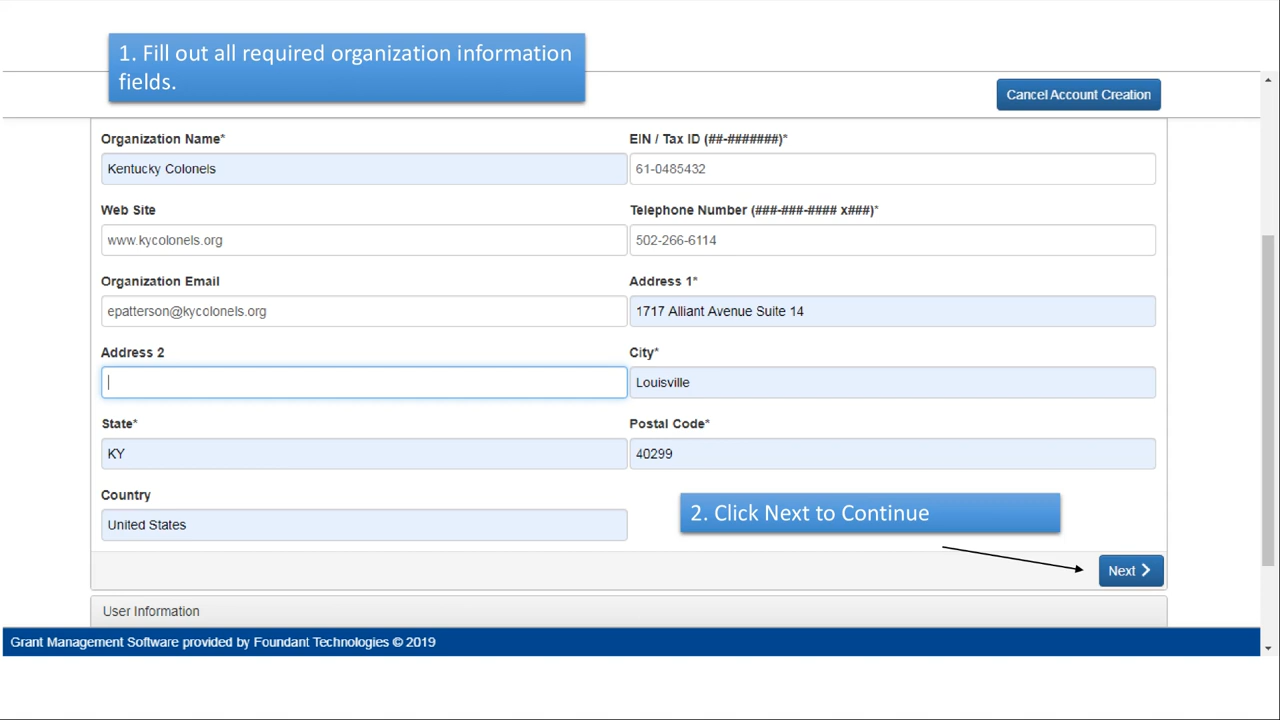 1. Fill out all required organization information
fields.
Cancel Account Creation
Organization Name*
EIN / Tax ID (##-#######)*
Kentucky Colonels
61-0485432
Web Site
Telephone Number (###-###-#### x###)*
www.kycolonels.org
502-266-6114
Organization Email
Address 1*
epatterson@kycolonels.org
1717 Alliant Avenue Suite 14
Address 2
City*
Louisville
State*
Postal Code*
KY
40299
Country
United States
2. Click Next to Continue
Next
User Information
Grant Management Software provided by Foundant Technologies © 2019